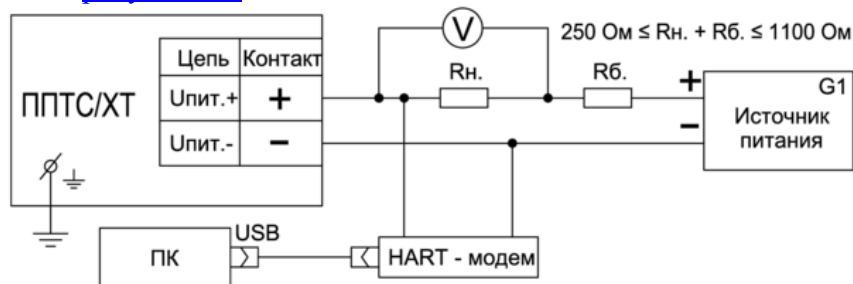 V
250 Ом ≤ Rн. + Rб. ≤ 1100 Ом
Цепь Контакт
Rн.
Rб.
+
G1
ППТС/ХТ
Uпит.+
+
Источник
питания
Uпит.-
−
−
USB
ПК
HART - модем